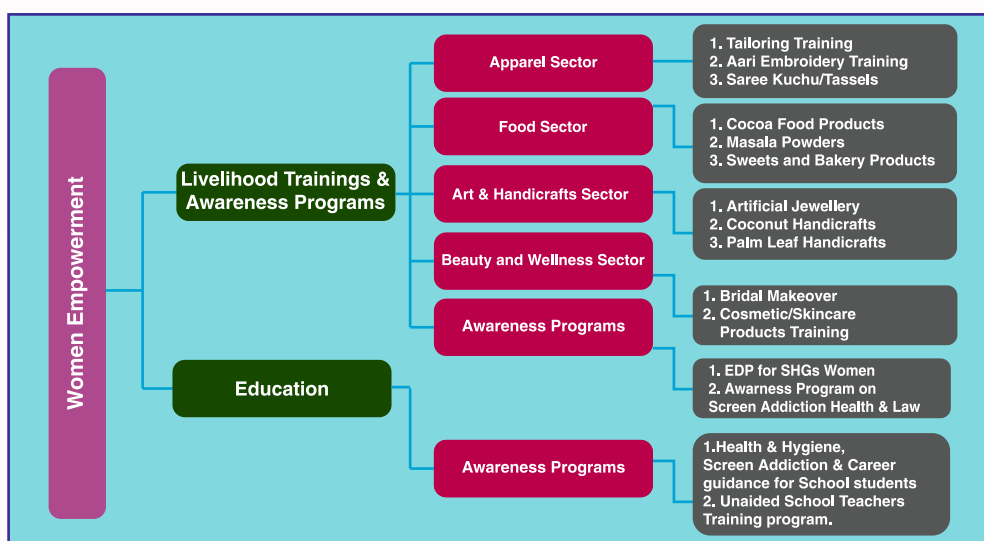 Women Empowerment
Livelihood Trainings &
Awareness Programs
Education
Apparel Sector
Food Sector
Art & Handicrafts Sector
Beauty and Wellness Sector
Awareness Programs
Awareness Programs
1. Tailoring Training
2. Aari Embroidery Training
3. Saree Kuchu/Tassels
1. Cocoa Food Products
2. Masala Powders
3. Sweets and Bakery Products
1. Artificial Jewellery
2. Coconut Handicrafts
3. Palm Leaf Handicrafts
1. Bridal Makeover
2. Cosmetic/Skincare
Products Training
1. EDP for SHGs Women
2. Awarness Program on
Screen Addiction Health & Law
1.Health & Hygiene,
Screen Addiction & Career
guidance for School students
2. Unaided School Teachers
Training program.